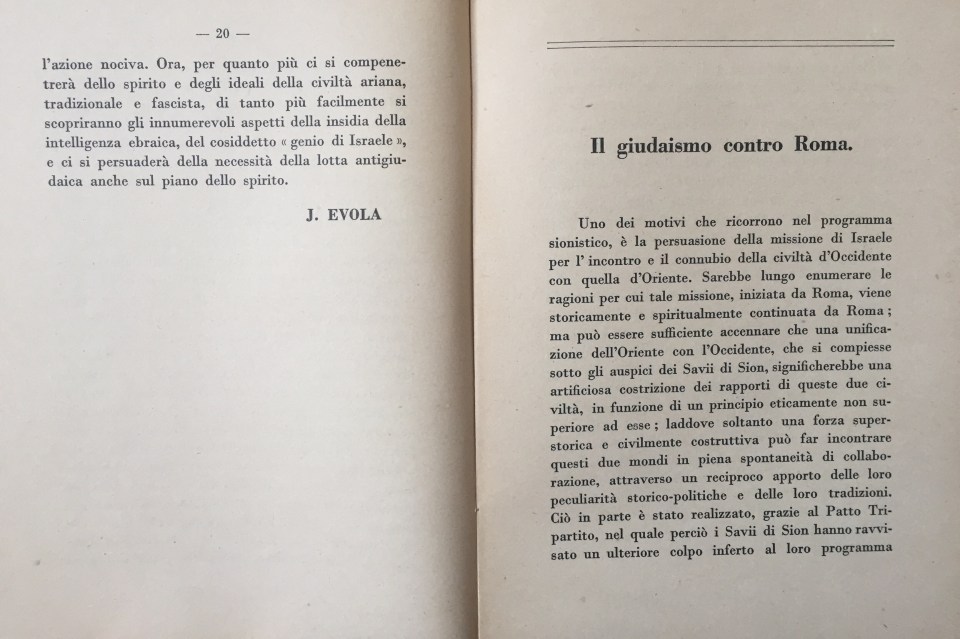 — 20 —
l'azione nociva. Ora, per quanto più ci si compene-
trerà dello spirito e degli ideali della civiltà ariana,
tradizionale e fascista, di tanto più facilmente si
scopriranno gli innumerevoli aspetti della insidia della
intelligenza ebraica, del cosiddetto « genio di Israele »,
e ci si persuaderà della necessità della lotta antigiu-
daica anche sul piano dello spirito.
J. EVOLA
Il giudaismo contro Roma.
Uno dei motivi che ricorrono nel programma
sionistico, è la persuasione della missione di Israele
per l' incontro e il connubio della civiltà d'Occidente
con quella d'Oriente. Sarebbe lungo enumerare le
ragioni per cui tale missione, iniziata da Roma, viene
storicamente e spiritualmente continuata da Roma ;
ma può essere sufficiente accennare che una unifica-
zione dell'Oriente con l'Occidente, che si compiesse
sotto gli auspici dei Savii di Sion, significherebbe una
artificiosa costrizione dei rapporti di queste due ci-
viltà, in funzione di un principio eticamente non su-
periore ad esse ; laddove soltanto una forza super-
storica e civilmente costruttiva può far incontrare
questi due mondi in piena spontaneità di collabo-
razione, attraverso un reciproco apporto delle loro
peculiarità storico-politiche e delle loro tradizioni.
Ciò in parte è stato realizzato, grazie al Patto Tri-
partito, nel quale perciò i Savii di Sion hanno ravvi-
sato un ulteriore colpo inferto al loro programma